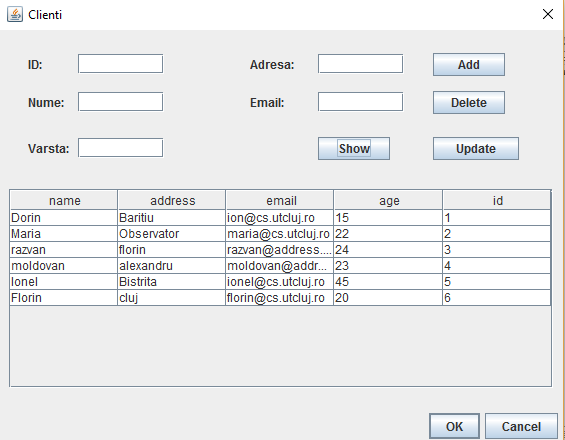 Clienti
ID: Adresa: Add
Nume: Email: Delete
Varsta: Show Update
name address email age id
Dorin Baritiu ion@cs.utcluj.ro 15 1
Maria Observator maria@cs.utcluj.ro 22 2
razvan florin razvan@address.... 24 3
moldovan alexandru moldovan@addr... 23 4
Ionel Bistrita ionel@cs.utcluj.ro 45 5
Florin cluj florin@cs.utcluj.ro 20 6
OK Cancel